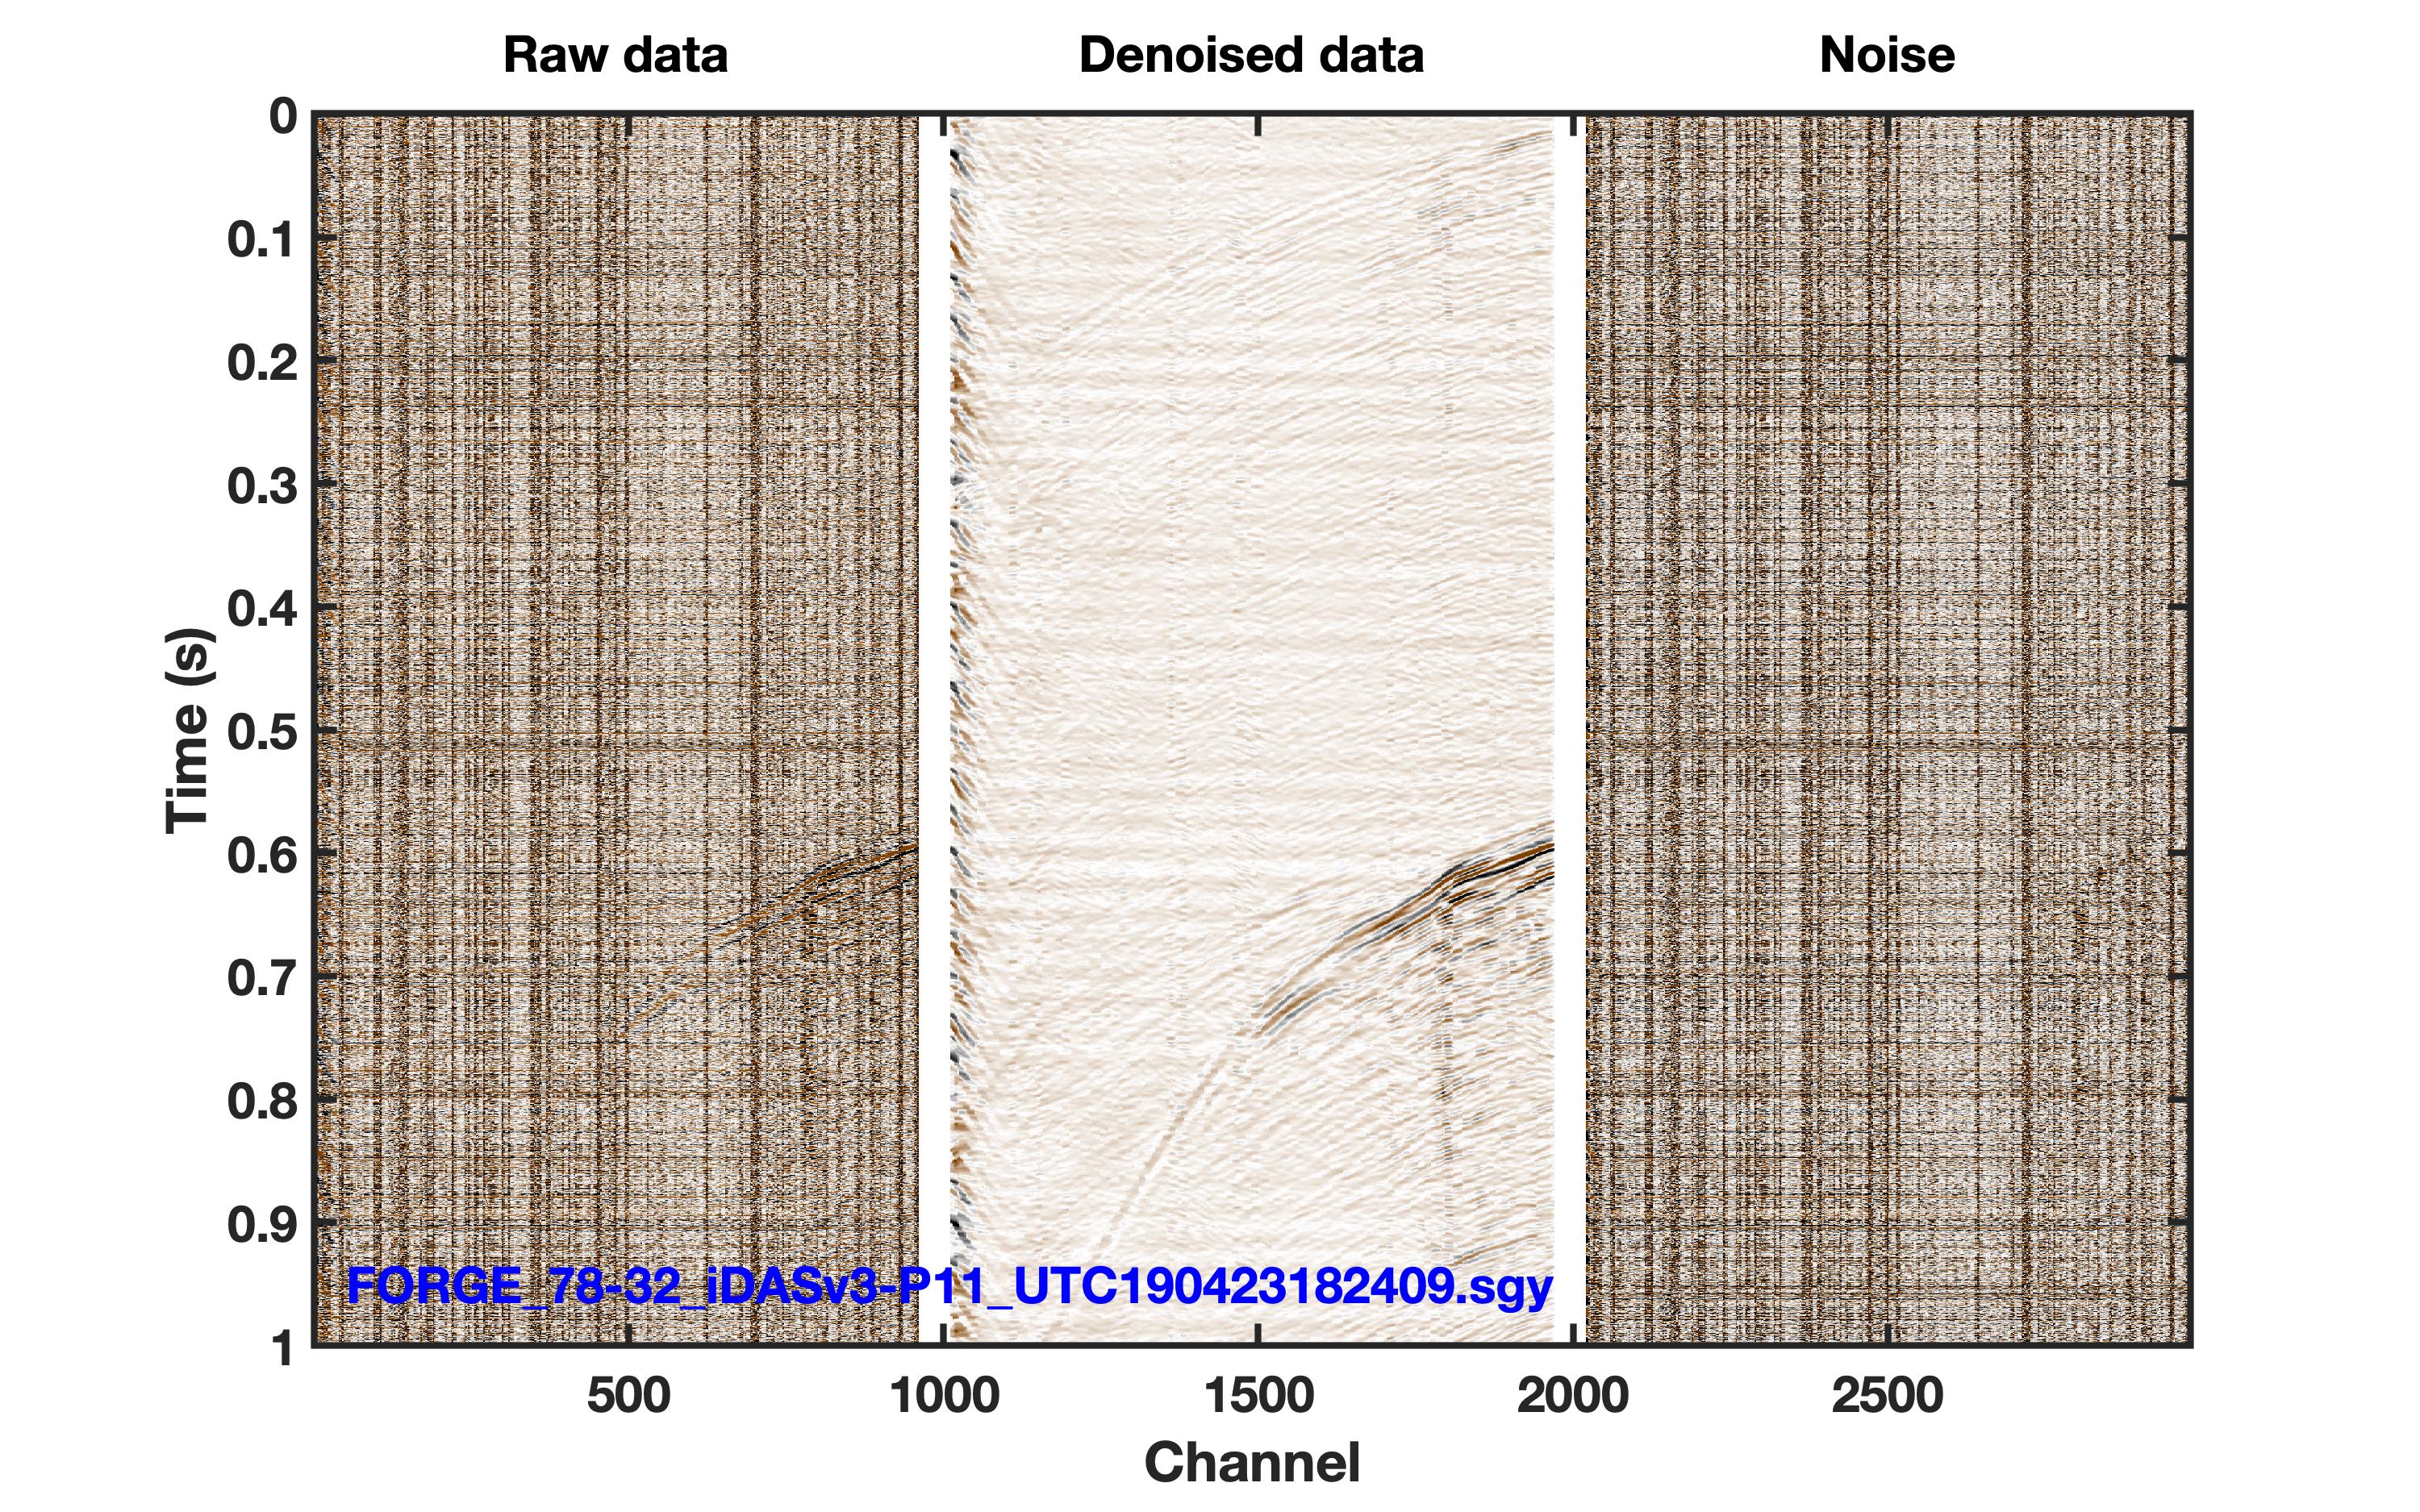 Raw data Denoised data Noise
0
0.1
0.2
0.3
0.4
0.5
0.6
0.7
0.8
0.9
1
Time (s)
FORGE_78-32_iDASv3-P11_UTC190423182409.sgy
500 1000 1500 2000 2500
Channel